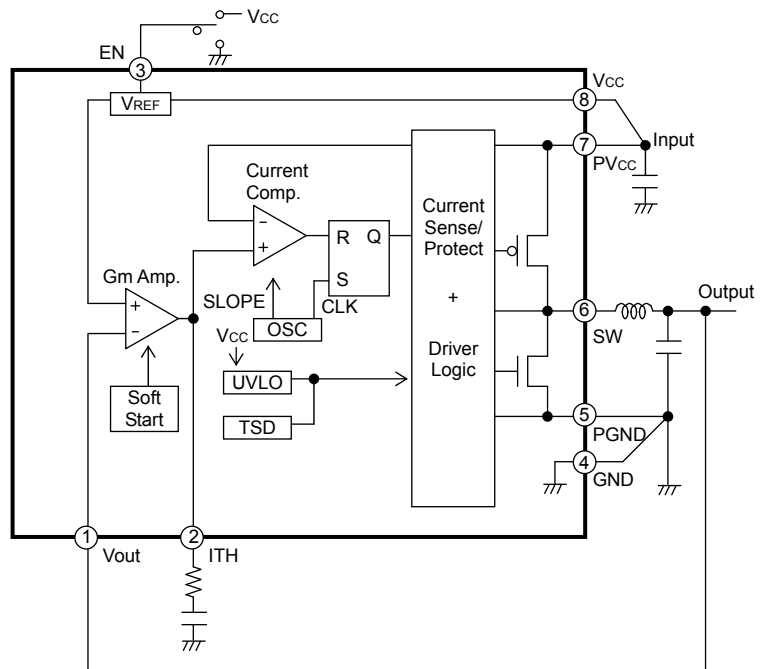 VCC
EN
3
VCC
VREF
8
Input
7
PVCC
Current
Comp.
Current
Sense/
Protect
+
Driver
Logic
-
+
R Q
S
Gm Amp.
SLOPE
CLK
OSC
+
-
VCC
6
SW
Output
UVLO
Soft
Start
TSD
5
PGND
4
GND
1
Vout
2
ITH